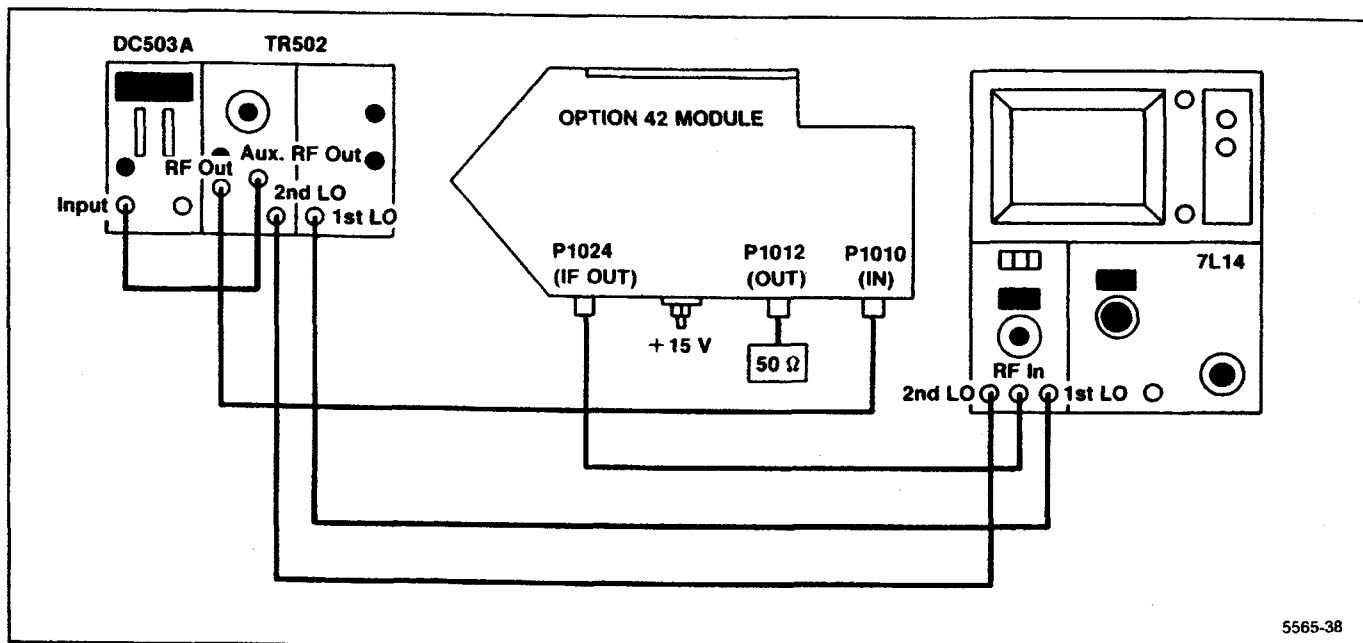 DC503A
TR502
OPTION 42 MODULE
RF Out
Aux. RF Out
Input
2nd LO
1st LO
P1024
(IF OUT)
P1012
(OUT)
P1010
(IN)
7L14
+15 V
50 Ω
RF In
2nd LO
1st LO
5565-38